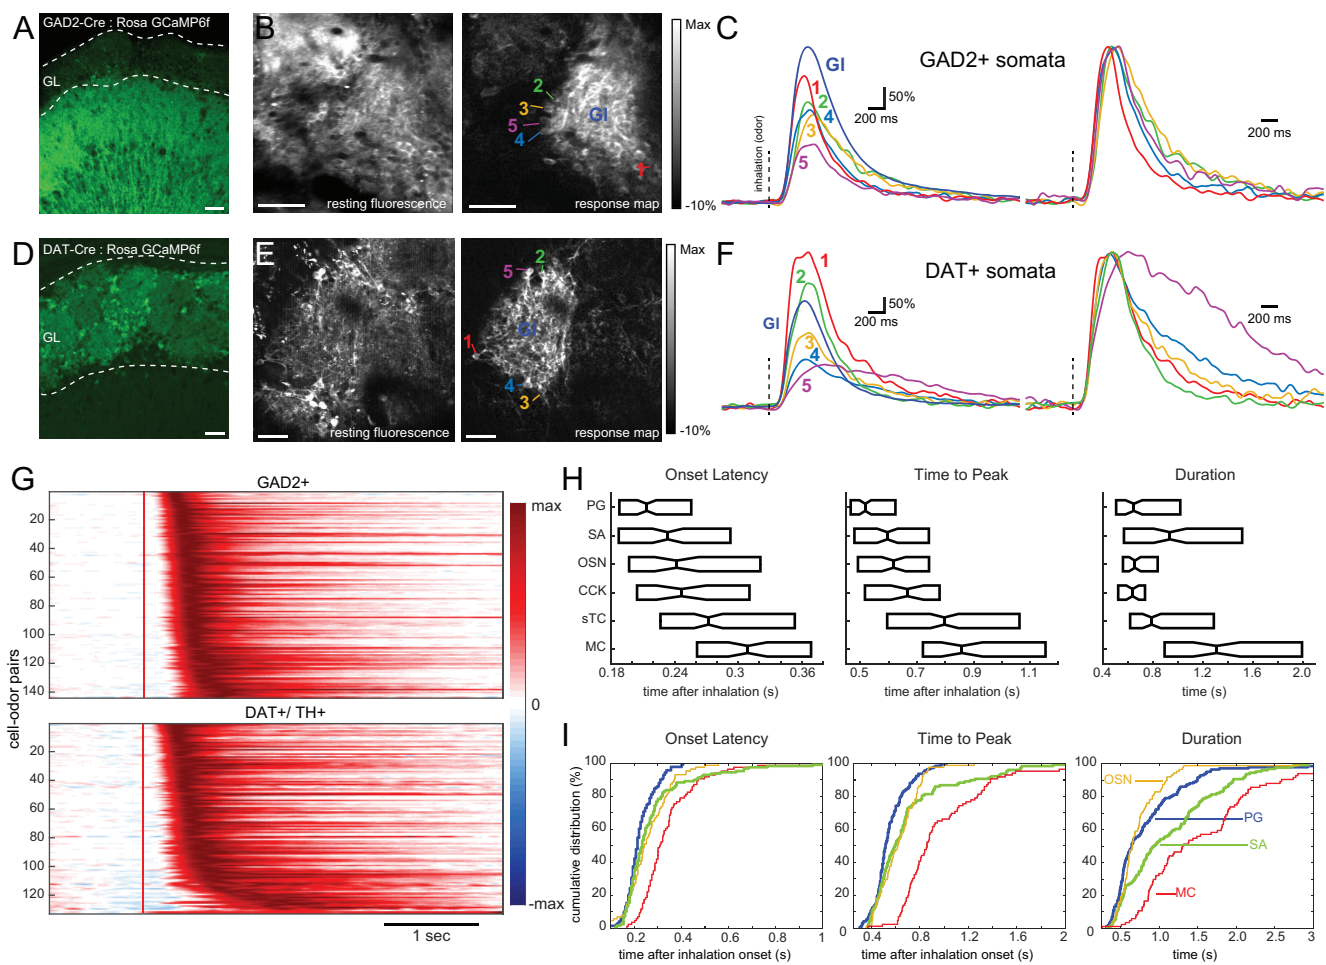 A
GAD2-Cre : Rosa GCaMP6f
GL
B
resting fluorescence
2
3
5
4
Gl
1
response map
Max
-10%
C
GAD2+ somata
Gl
1
2
4
3
5
inhalation (odor)
50%
200 ms
200 ms
D
DAT-Cre : Rosa GCaMP6f
GL
E
resting fluorescence
2
5
Gl
1
4
3
response map
Max
-10%
F
DAT+ somata
1
2
Gl
3
4
5
50%
200 ms
200 ms
G
GAD2+
20
40
60
80
100
120
140
DAT+/ TH+
20
40
60
80
100
120
cell-odor pairs
1 sec
max
0
-max
H
Onset Latency
PG
SA
OSN
CCK
sTC
MC
0.18 0.24 0.30 0.36
time after inhalation (s)
Time to Peak
0.5 0.7 0.9 1.1
time after inhalation (s)
Duration
0.4 0.8 1.2 1.6 2.0
time (s)
I
Onset Latency
100
80
60
40
20
0
cumulative distribution (%)
0.2 0.4 0.6 0.8 1
time after inhalation onset (s)
Time to Peak
100
80
60
40
20
0
0.4 0.8 1.2 1.6 2
time after inhalation onset (s)
Duration
100
80
60
40
20
0
OSN
PG
SA
MC
0.5 1.0 1.5 2.0 2.5 3
time (s)